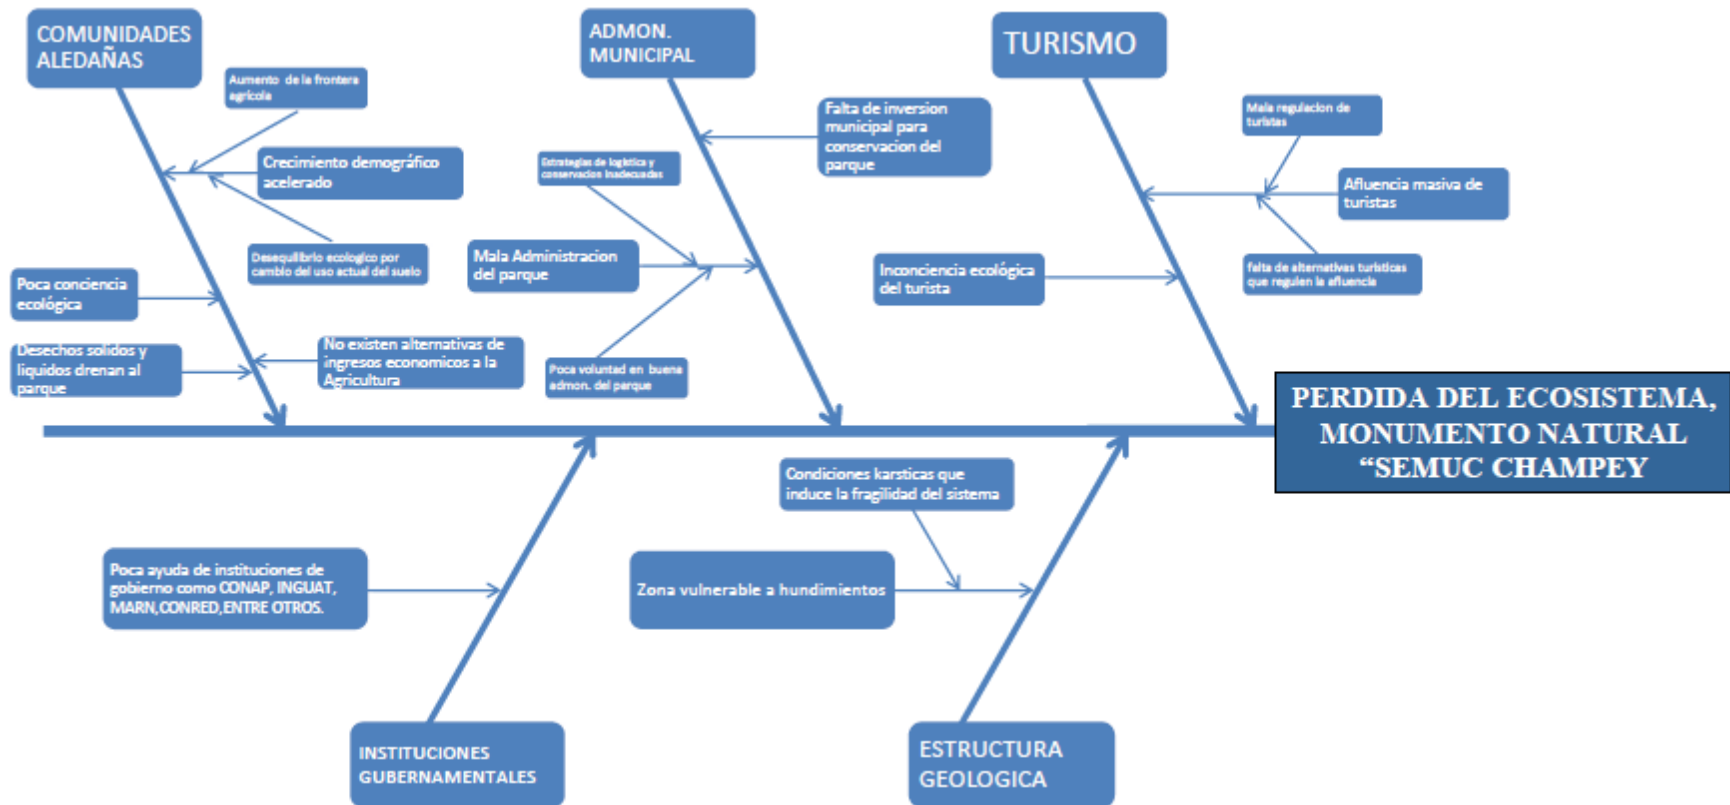 COMUNIDADES
ALEDAÑAS
Aumento de la frontera
agrícola
Crecimiento demográfico
acelerado
Desequilibrio ecologico por
cambio del uso actual del suelo
Poca conciencia
ecológica
Desechos solidos y
liquidos drenan al
parque
No existen alternativas de
ingresos economicos a la
Agricultura
ADMON.
MUNICIPAL
Falta de inversion
municipal para
conservacion del
parque
Estrategias de logística y
conservacion inadecuadas
Mala Administracion
del parque
Poca voluntad en buena
admon. del parque
TURISMO
Mala regulacion de
turistas
Afluencia masiva de
turistas
falta de alternativas turísticas
que regulen la afluencia
Inconciencia ecológica
del turista
PERDIDA DEL ECOSISTEMA,
MONUMENTO NATURAL
“SEMUC CHAMPEY
Condiciones karsticas que
induce la fragilidad del sistema
Zona vulnerable a hundimientos
Poca ayuda de instituciones de
gobierno como CONAP, INGUAT,
MARN,CONRED,ENTRE OTROS.
INSTITUCIONES
GUBERNAMENTALES
ESTRUCTURA
GEOLOGICA